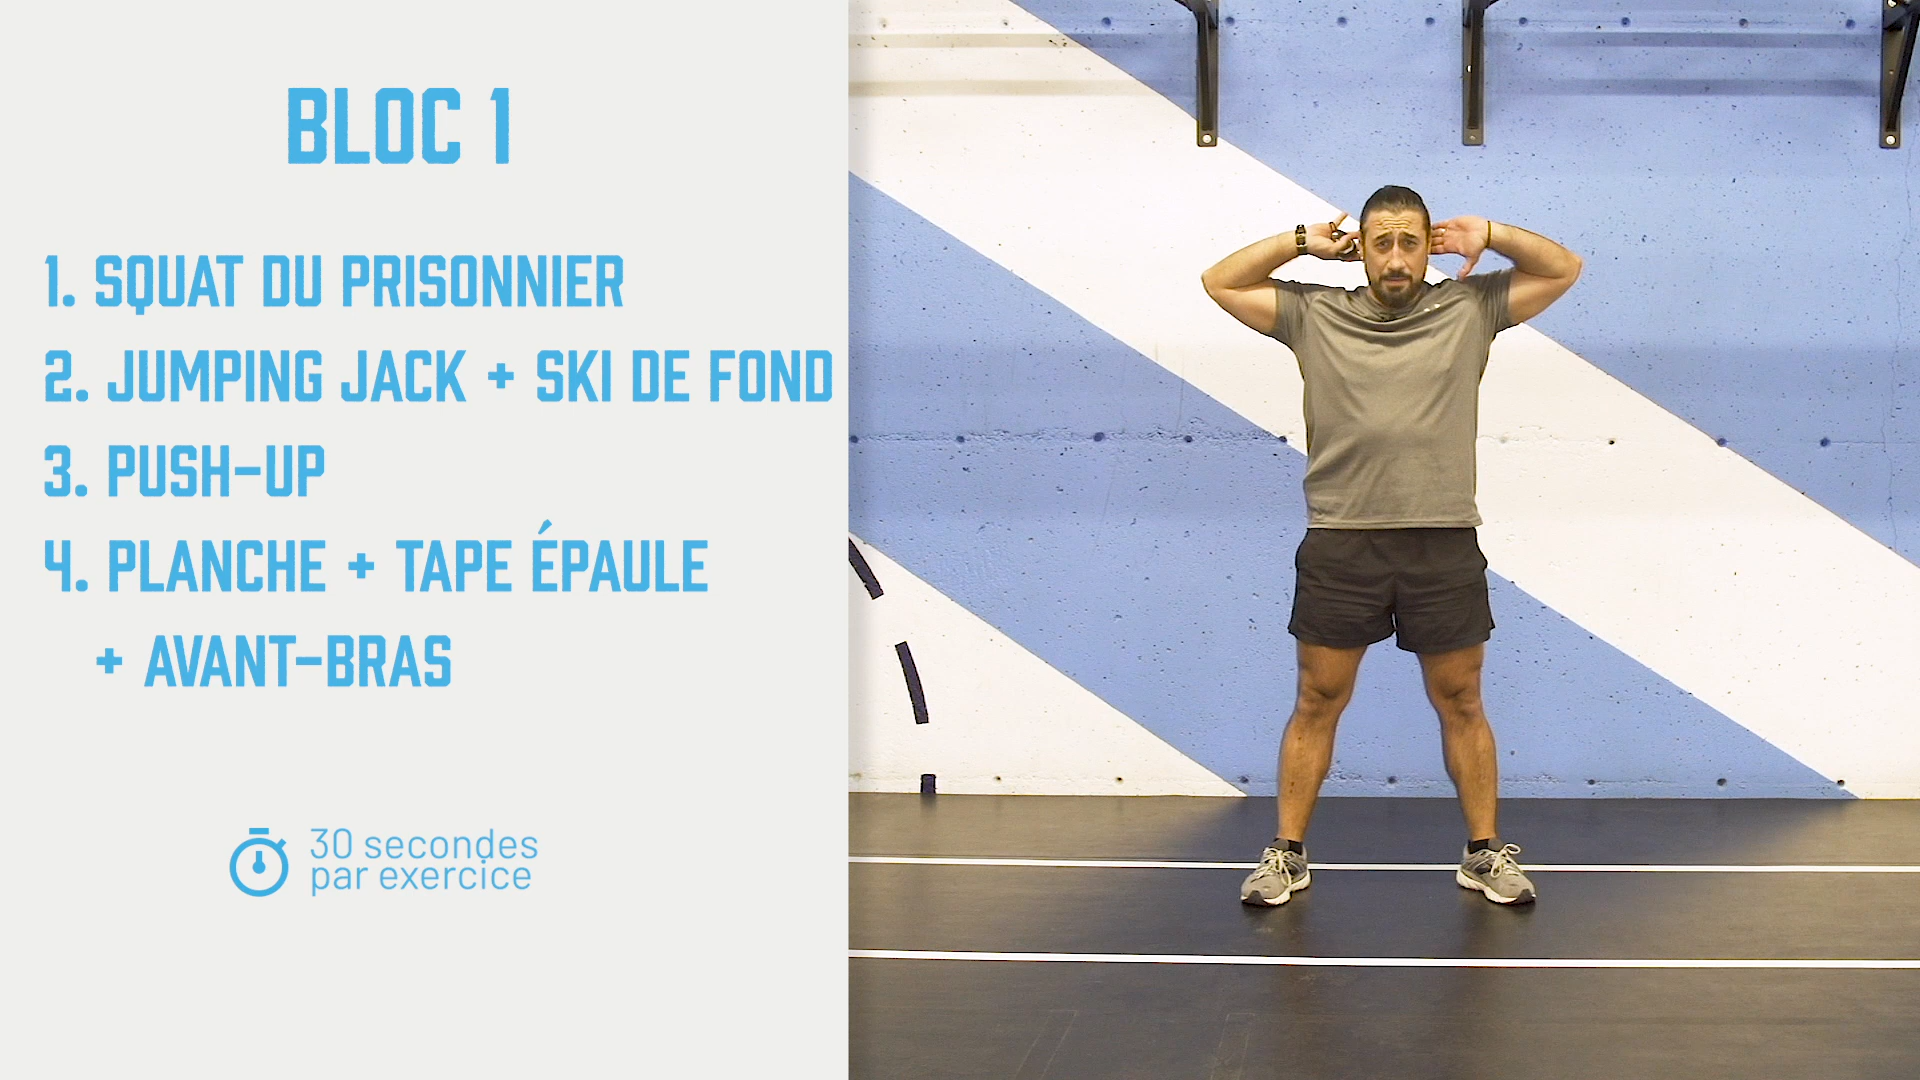 BLOC 1
1. SQUAT DU PRISONNIER
2. JUMPING JACK + SKI DE FOND
3. PUSH-UP
4. PLANCHE + TAPE ÉPAULE
+ AVANT-BRAS
30 secondes
par exercice